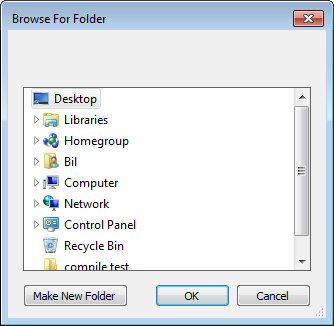 Browse For Folder
Desktop
Libraries
Homegroup
Bil
Computer
Network
Control Panel
Recycle Bin
compile test
Make New Folder
OK
Cancel